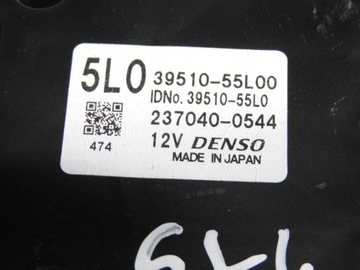 5L0 39510-55L00
IDNo. 39510-55L0
237040-0544
12V DENSO
474 MADE IN JAPAN